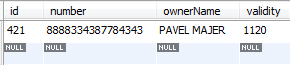 id number ownerName validity
421 8888334387784343 PAVEL MAJER 1120
NULL NULL NULL NULL